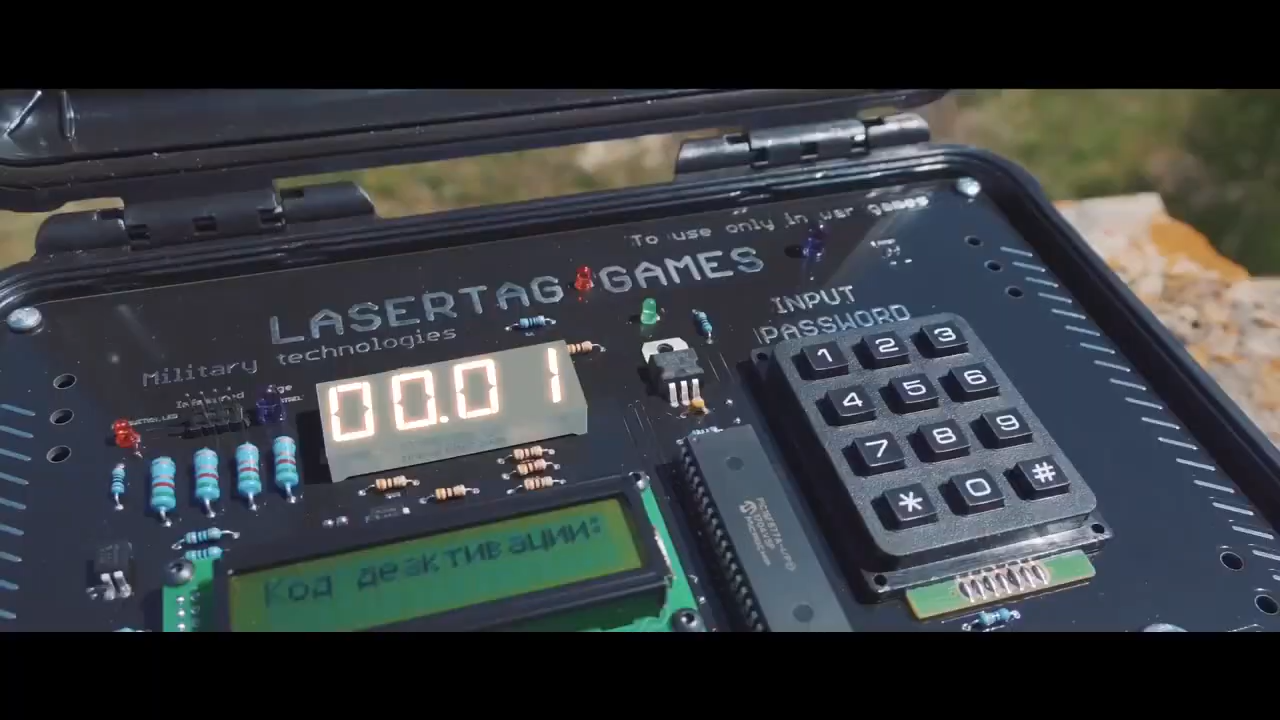 To use only in war games
LASERTAG GAMES
Military technologies
INPUT
PASSWORD
00.01
1 2 3
4 5 6
7 8 9
* 0 #
Код деактивации: